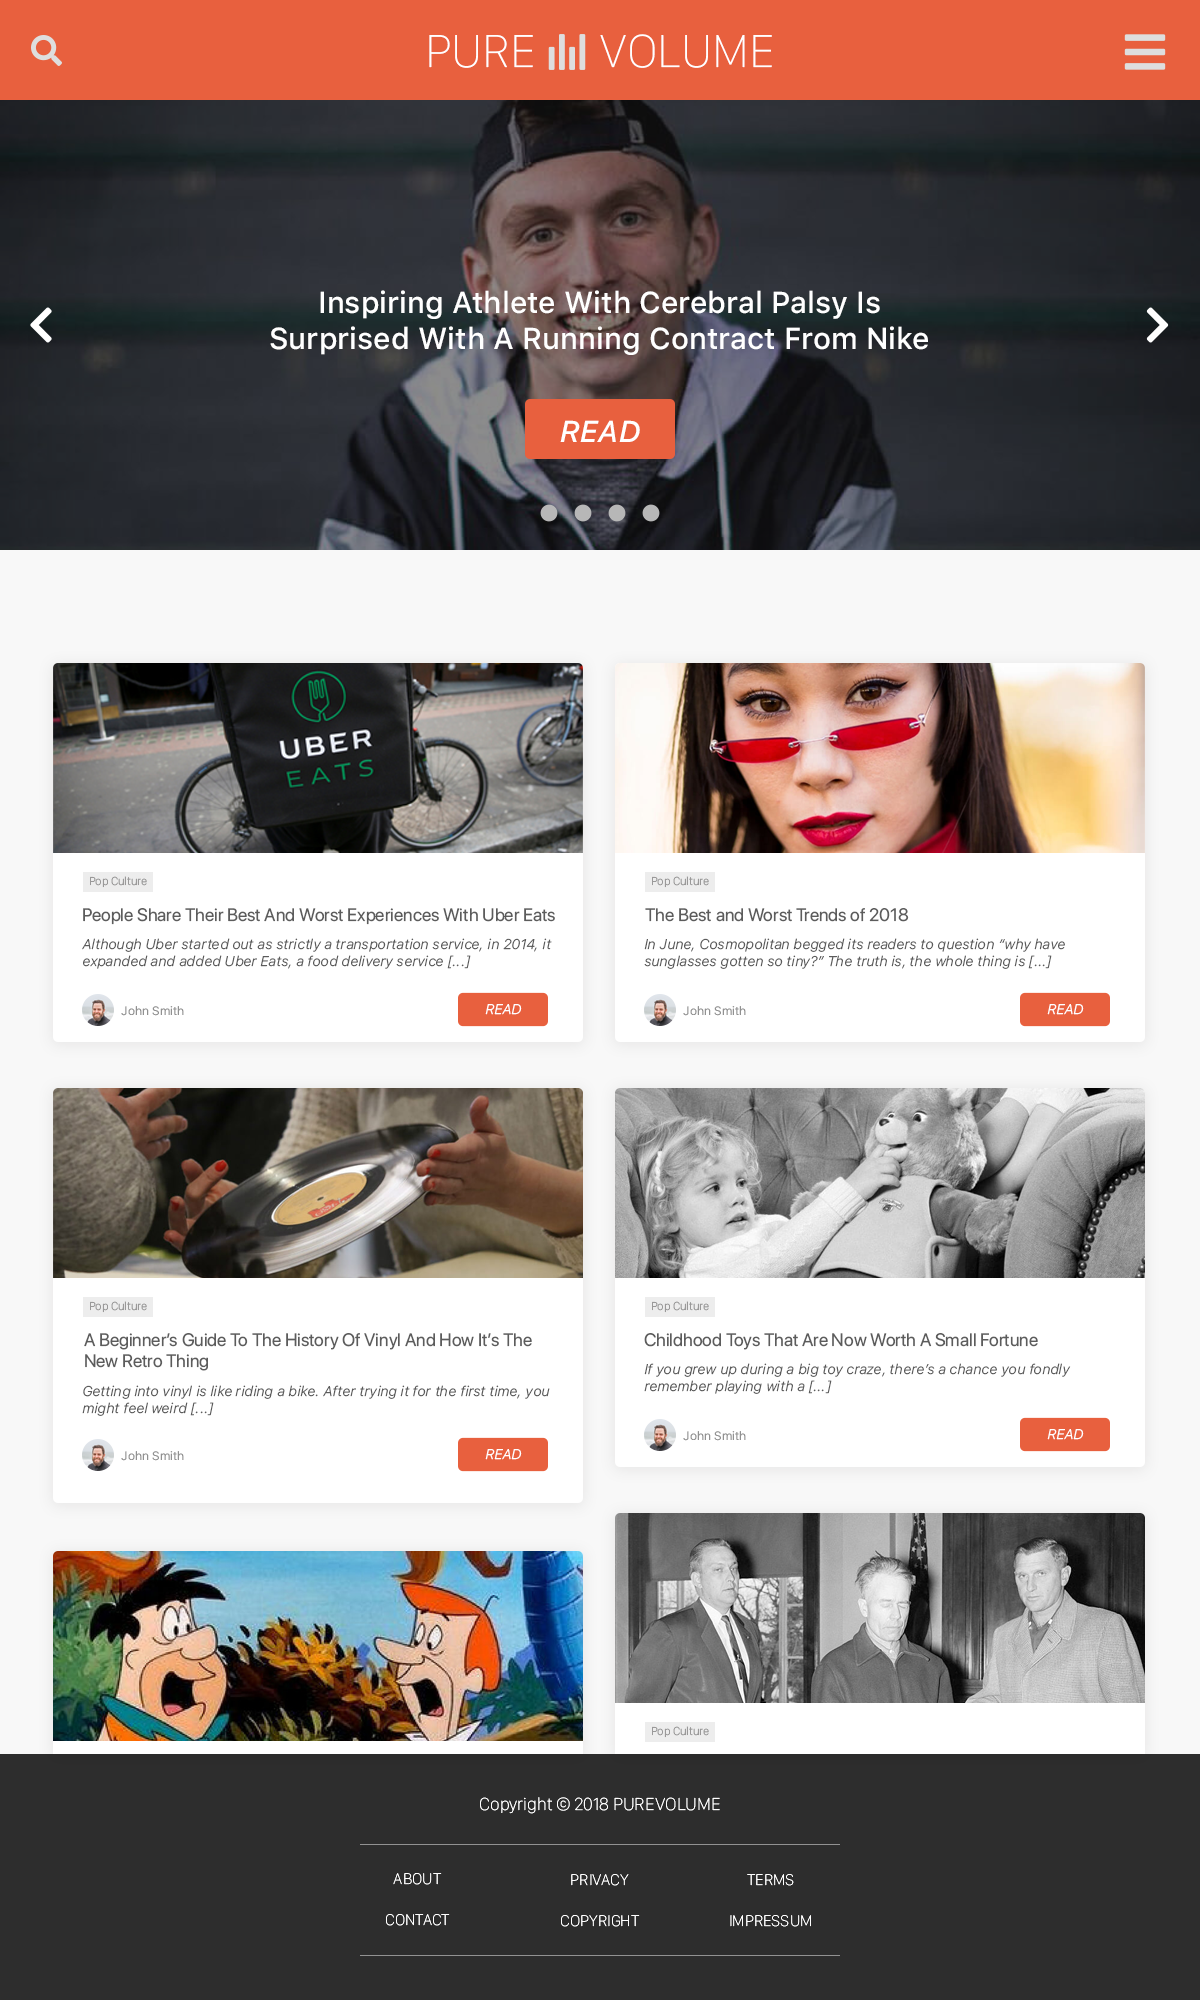 PURE VOLUME
Inspiring Athlete With Cerebral Palsy Is
Surprised With A Running Contract From Nike
READ
UBER
EATS
Pop Culture
People Share Their Best And Worst Experiences With Uber Eats
Although Uber started out as strictly a transportation service, in 2014, it
expanded and added Uber Eats, a food delivery service [...]
John Smith
READ
Pop Culture
The Best and Worst Trends of 2018
In June, Cosmopolitan begged its readers to question “why have
sunglasses gotten so tiny?” The truth is, the whole thing is [...]
John Smith
READ
Pop Culture
A Beginner’s Guide To The History Of Vinyl And How It’s The
New Retro Thing
Getting into vinyl is like riding a bike. After trying it for the first time, you
might feel weird [...]
John Smith
READ
Pop Culture
Childhood Toys That Are Now Worth A Small Fortune
If you grew up during a big toy craze, there’s a chance you fondly
remember playing with a [...]
John Smith
READ
Pop Culture
Copyright © 2018 PUREVOLUME
ABOUT PRIVACY TERMS
CONTACT COPYRIGHT IMPRESSUM